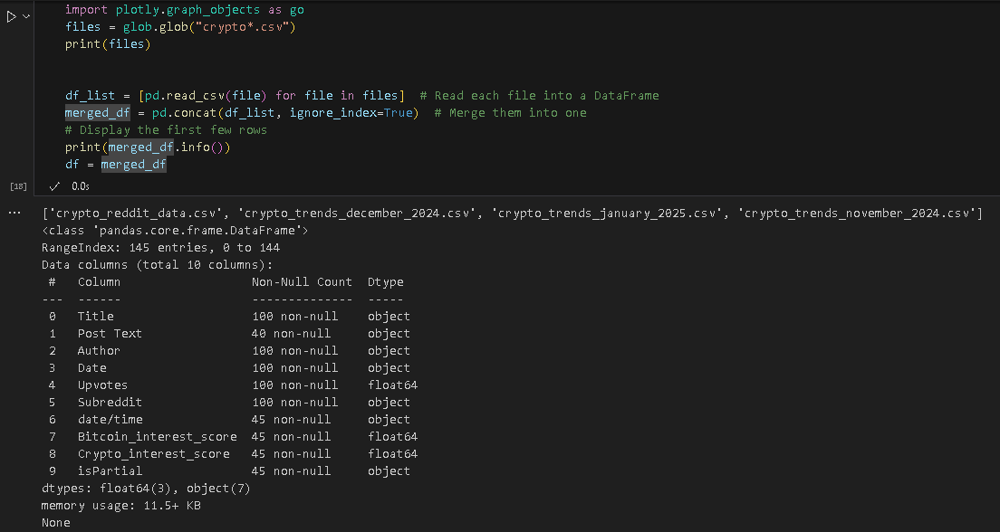 import plotly.graph_objects as go
files = glob.glob("crypto*.csv")
print(files)
df_list = [pd.read_csv(file) for file in files]  # Read each file into a DataFrame
merged_df = pd.concat(df_list, ignore_index=True)  # Merge them into one
# Display the first few rows
print(merged_df.info())
df = merged_df
[18] 0.0s
['crypto_reddit_data.csv', 'crypto_trends_december_2024.csv', 'crypto_trends_january_2025.csv', 'crypto_trends_november_2024.csv']
<class 'pandas.core.frame.DataFrame'>
RangeIndex: 145 entries, 0 to 144
Data columns (total 10 columns):
 #   Column                  Non-Null Count  Dtype
---  ------                  --------------  -----
 0   Title                   100 non-null    object
 1   Post Text               40 non-null     object
 2   Author                  100 non-null    object
 3   Date                    100 non-null    object
 4   Upvotes                 100 non-null    float64
 5   Subreddit               100 non-null    object
 6   date/time               45 non-null     object
 7   Bitcoin_interest_score  45 non-null     float64
 8   Crypto_interest_score   45 non-null     float64
 9   isPartial               45 non-null     object
dtypes: float64(3), object(7)
memory usage: 11.5+ KB
None